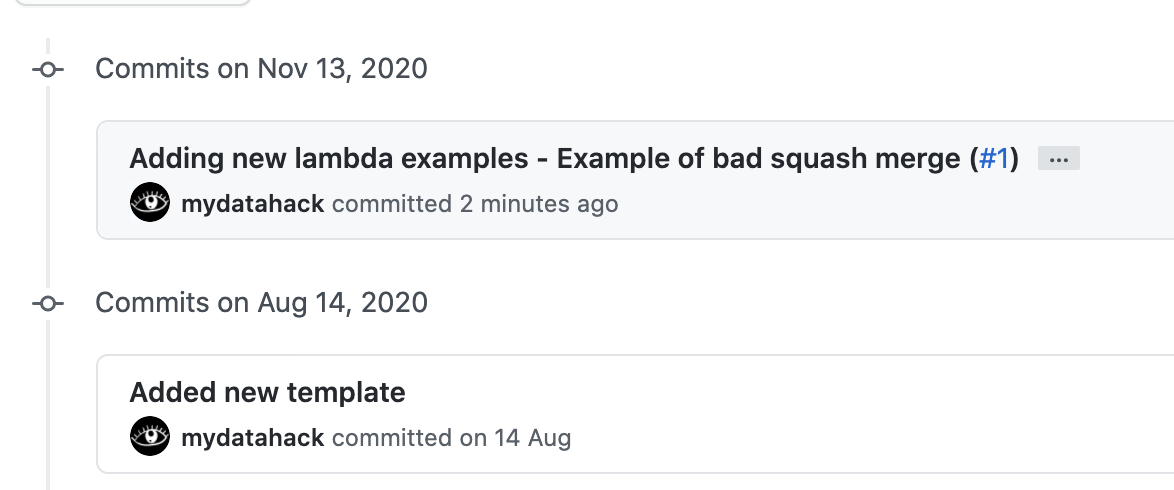 Commits on Nov 13, 2020
Adding new lambda examples - Example of bad squash merge (#1) ...
mydatahack committed 2 minutes ago
Commits on Aug 14, 2020
Added new template
mydatahack committed on 14 Aug